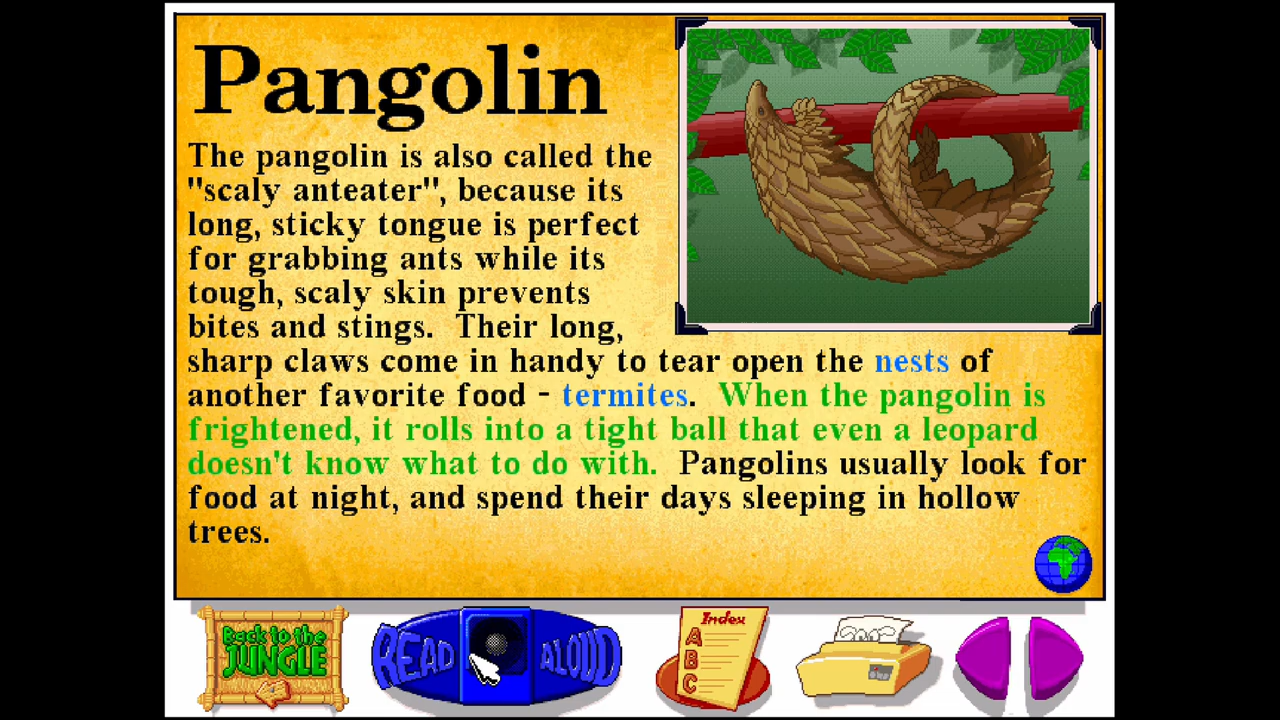 Pangolin
The pangolin is also called the
"scaly anteater", because its
long, sticky tongue is perfect
for grabbing ants while its
tough, scaly skin prevents
bites and stings.  Their long,
sharp claws come in handy to tear open the nests of
another favorite food - termites.  When the pangolin is
frightened, it rolls into a tight ball that even a leopard
doesn't know what to do with.  Pangolins usually look for
food at night, and spend their days sleeping in hollow
trees.
Back to the
JUNGLE
READ ALOUD
Index
A
B
C